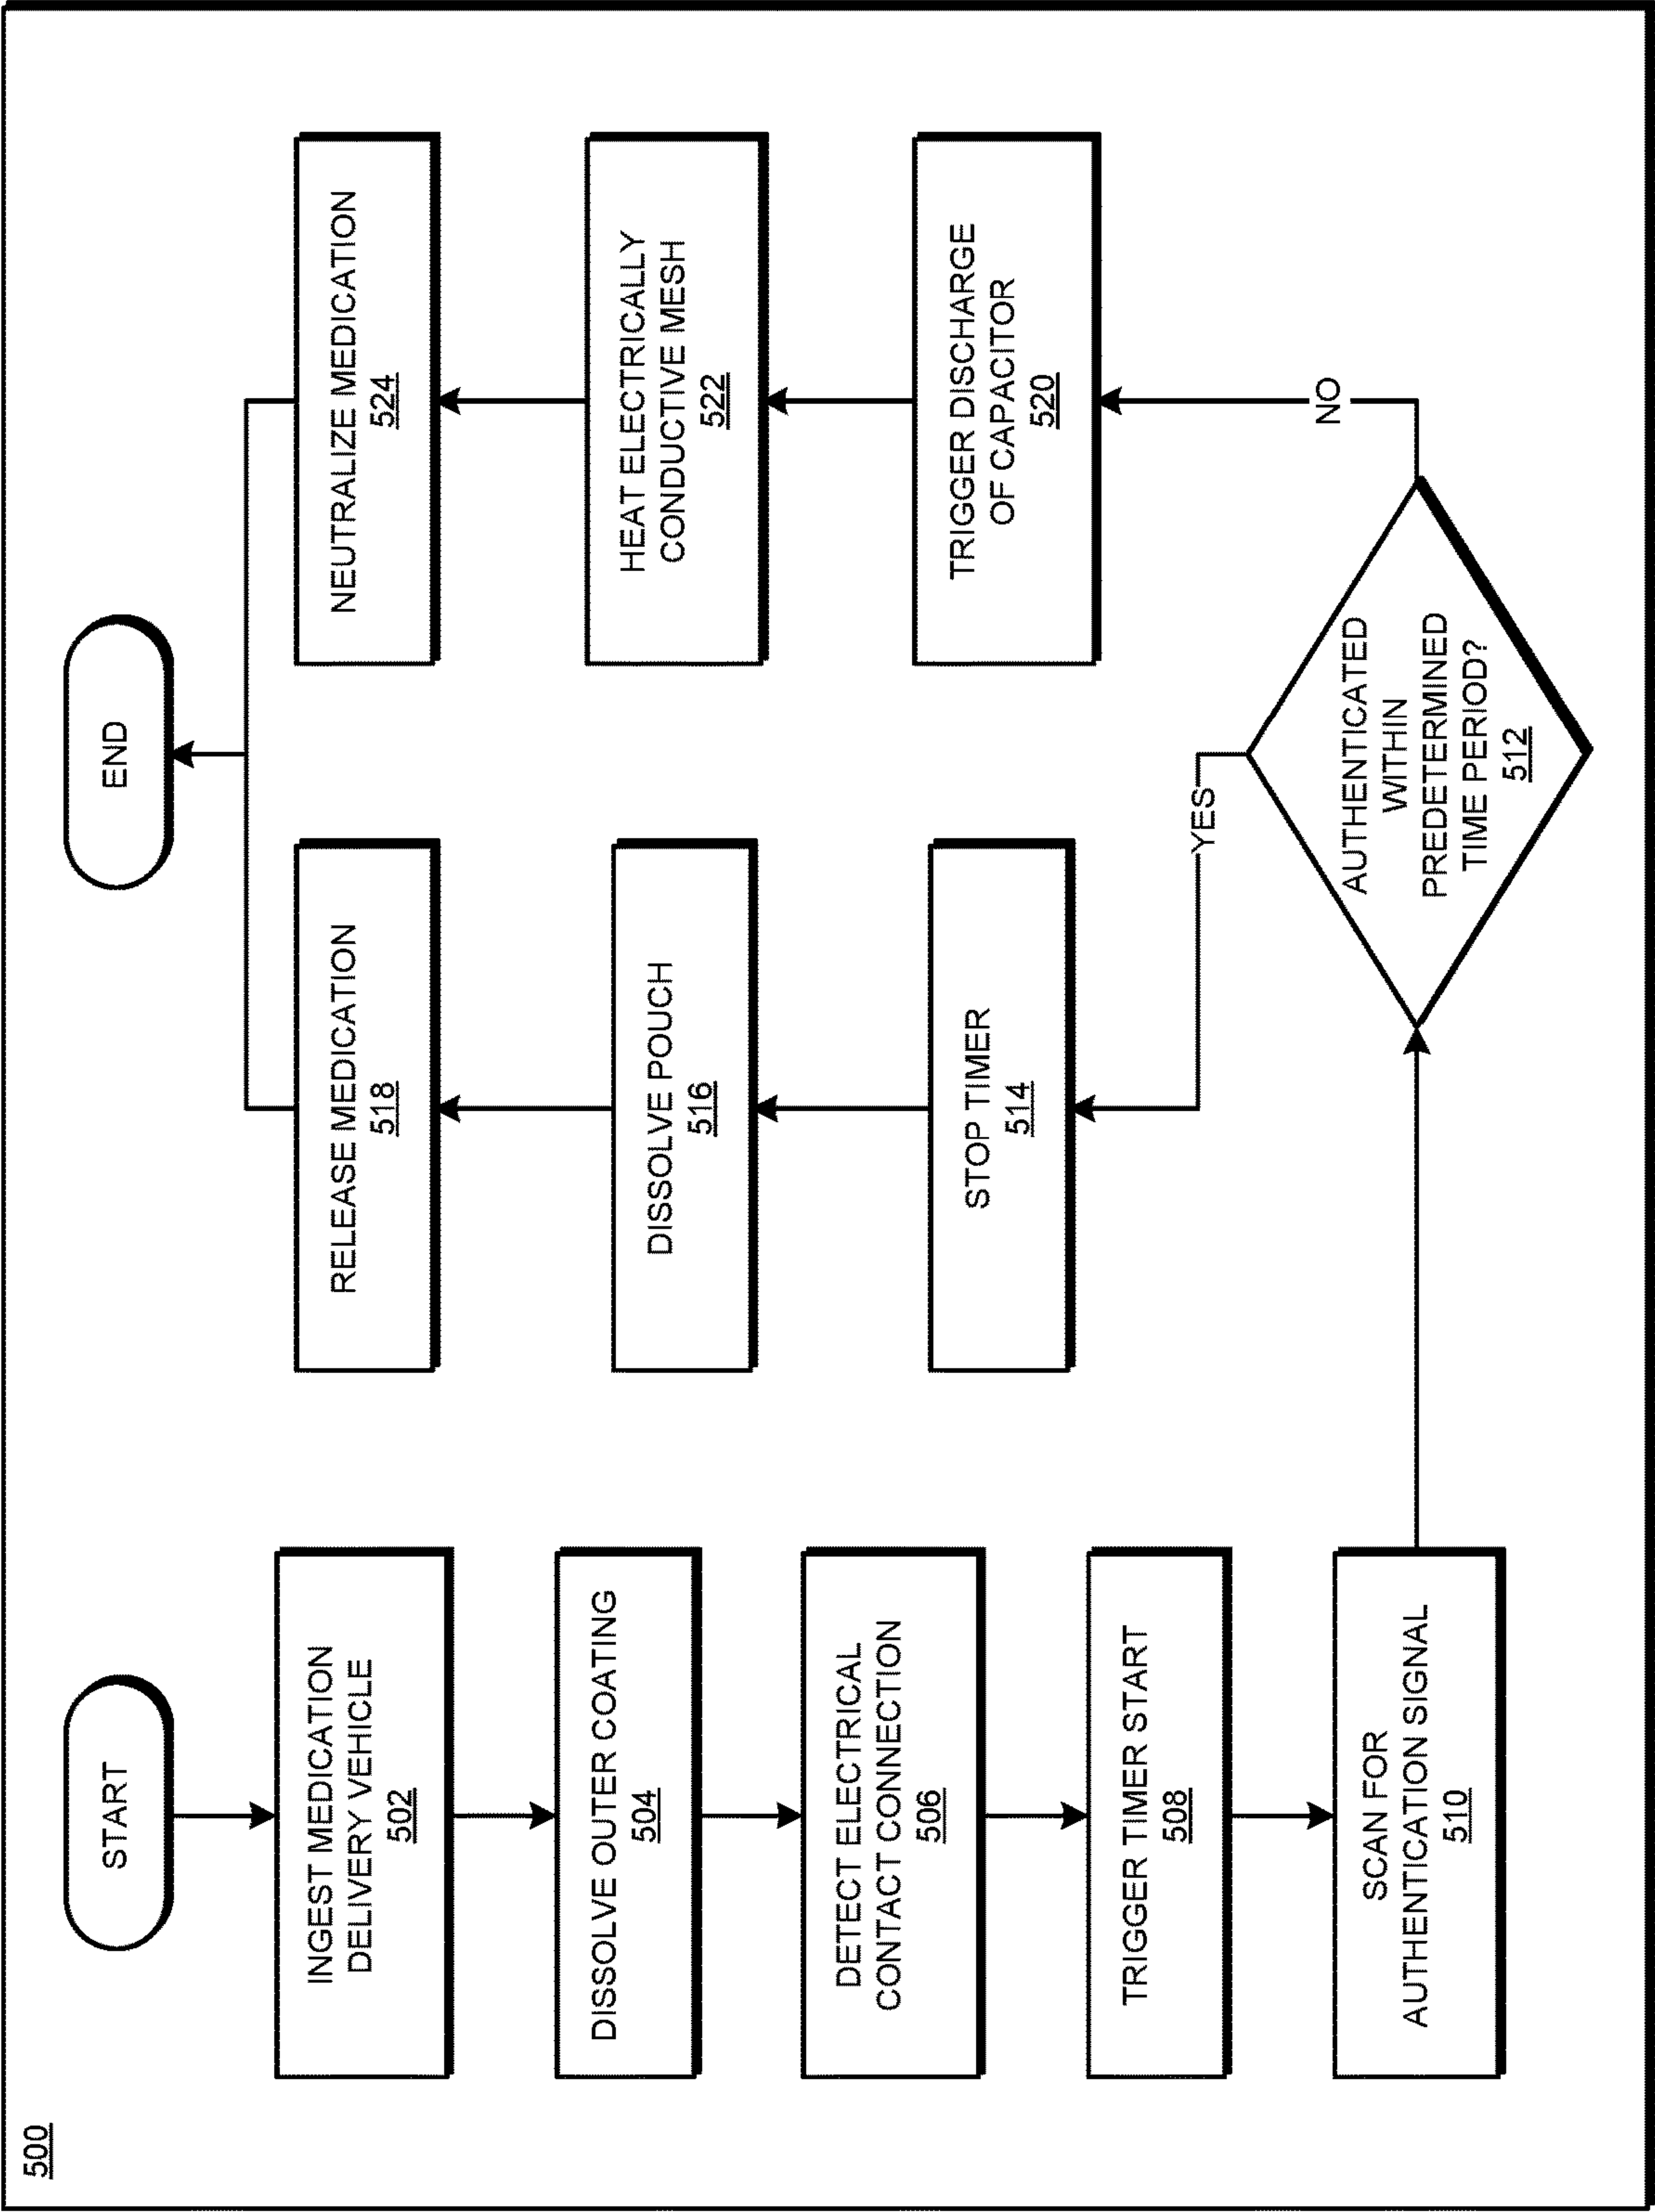 500
START
INGEST MEDICATION
DELIVERY VEHICLE
502
DISSOLVE OUTER COATING
504
DETECT ELECTRICAL
CONTACT CONNECTION
506
TRIGGER TIMER START
508
SCAN FOR
AUTHENTICATION SIGNAL
510
AUTHENTICATED
WITHIN
PREDETERMINED
TIME PERIOD?
512
YES
STOP TIMER
514
DISSOLVE POUCH
516
RELEASE MEDICATION
518
NO
TRIGGER DISCHARGE
OF CAPACITOR
520
HEAT ELECTRICALLY
CONDUCTIVE MESH
522
NEUTRALIZE MEDICATION
524
END